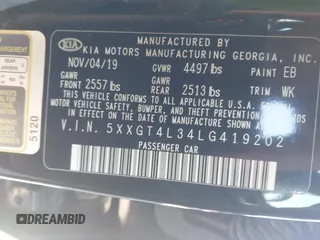 MANUFACTURED BY
KIA KIA MOTORS MANUFACTURING GEORGIA, INC.
NOV/04/19 GVWR 4497 lbs PAINT EB
GAWR GAWR
FRONT 2557 lbs REAR 2513 lbs TRIM WK
THIS VEHICLE CONFORMS TO ALL APPLICABLE
FEDERAL MOTOR VEHICLE SAFETY, BUMPER,
AND THEFT PREVENTION STANDARDS IN EFFECT
ON THE DATE OF MANUFACTURE SHOWN ABOVE.
V.I.N. 5XXGT4L34LG419202
PASSENGER CAR
5120
DREAMBID